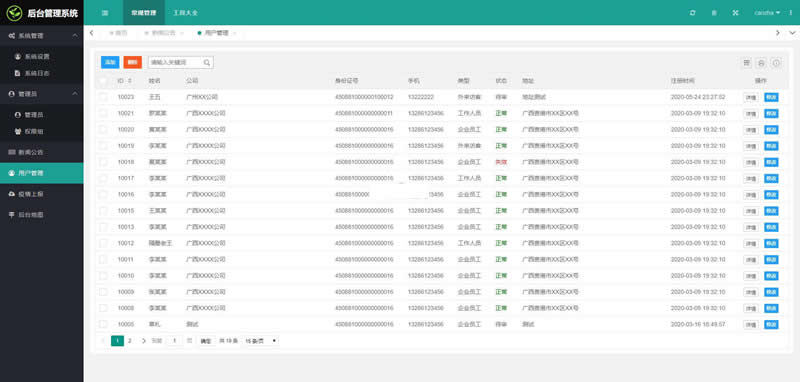 后台管理系统
常规管理 工具大全
caozha
系统管理
系统设置
系统日志
管理员
管理员
权限组
新闻公告
用户管理
疫情上报
后台地图
首页 新闻公告 用户管理
添加 删除 请输入关键词
ID 姓名 公司 身份证号 手机 类型 状态 地址 注册时间 操作
10023 王五 广州XX公司 450881000000100012 13222222 外来访客 待审 地址测试 2020-05-24 23:27:52 详情 修改
10021 罗某某 广西XXXX公司 450881000000000011 13286123456 工作人员 正常 广西贵港市XX区XX号 2020-03-09 19:32:10 详情 修改
10020 莫某某 广西XXXX公司 450881000000000016 13286123456 企业员工 正常 广西贵港市XX区XX号 2020-03-09 19:32:10 详情 修改
10019 李某某 广西XXXX公司 450881000000000016 13286123456 外来访客 正常 广西贵港市XX区XX号 2020-03-09 19:32:10 详情 修改
10018 莫某某 广西XXXX公司 450881000000000016 13286123456 企业员工 失效 广西贵港市XX区XX号 2020-03-09 19:32:10 详情 修改
10017 李某某 广西XXXX公司 450881000000000016 13286123456 工作人员 正常 广西贵港市XX区XX号 2020-03-09 19:32:10 详情 修改
10016 李某某 广西XXXX公司 45088100000 3456 企业员工 正常 广西贵港市XX区XX号 2020-03-09 19:32:10 详情 修改
10015 王某某 广西XXXX公司 450881000000000016 13286123456 企业员工 正常 广西贵港市XX区XX号 2020-03-09 19:32:10 详情 修改
10013 李某某 广西XXXX公司 450881000000000016 13286123456 企业员工 正常 广西贵港市XX区XX号 2020-03-09 19:32:10 详情 修改
10012 隔壁老王 广西XXXX公司 450881000000000016 13286123456 工作人员 正常 广西贵港市XX区XX号 2020-03-09 19:32:10 详情 修改
10011 李某某 广西XXXX公司 450881000000000016 13286123456 企业员工 正常 广西贵港市XX区XX号 2020-03-09 19:32:10 详情 修改
10010 李某某 广西XXXX公司 450881000000000016 13286123456 企业员工 正常 广西贵港市XX区XX号 2020-03-09 19:32:10 详情 修改
10009 张某某 广西XXXX公司 450881000000000016 13286123456 企业员工 正常 广西贵港市XX区XX号 2020-03-09 19:32:10 详情 修改
10008 李某某 广西XXXX公司 450881000000000016 13286123456 企业员工 正常 广西贵港市XX区XX号 2020-03-09 19:32:10 详情 修改
10005 草札 测试 450881000000000016 13286123456 企业员工 待审 测试 2020-03-16 16:49:57 详情 修改
1 2 到第 1 页 确定 共 19 条 15 条/页